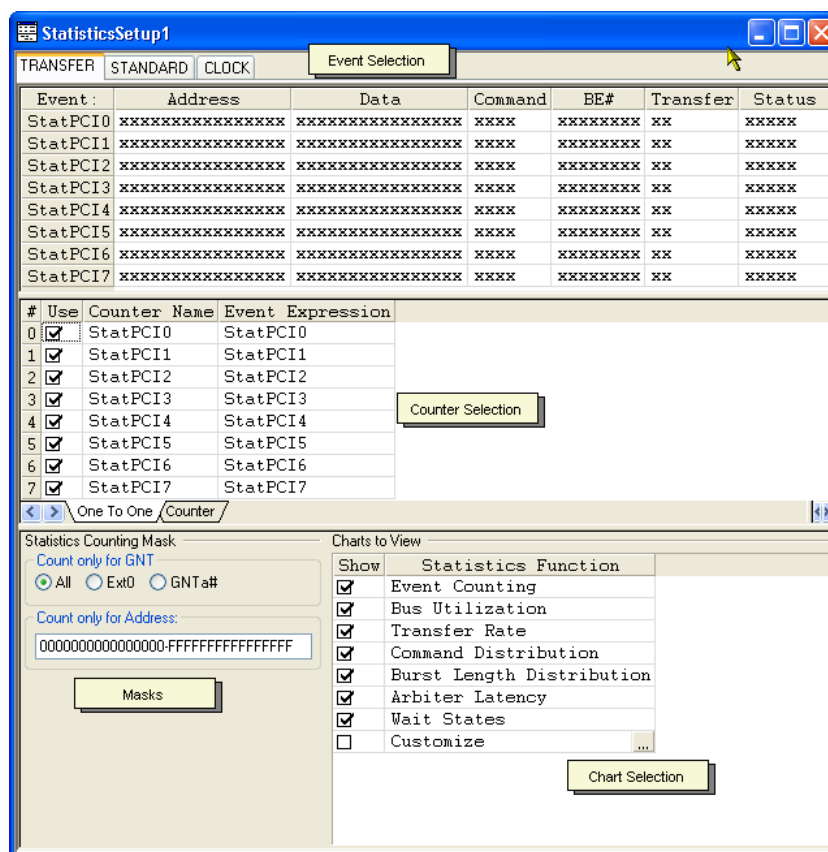 StatisticsSetup1
TRANSFER STANDARD CLOCK Event Selection
Event: Address Data Command BE# Transfer Status
StatPCI0 xxxxxxxxxxxxxxxx xxxxxxxxxxxxxxxx xxxx xxxxxxxx xx xxxxx
StatPCI1 xxxxxxxxxxxxxxxx xxxxxxxxxxxxxxxx xxxx xxxxxxxx xx xxxxx
StatPCI2 xxxxxxxxxxxxxxxx xxxxxxxxxxxxxxxx xxxx xxxxxxxx xx xxxxx
StatPCI3 xxxxxxxxxxxxxxxx xxxxxxxxxxxxxxxx xxxx xxxxxxxx xx xxxxx
StatPCI4 xxxxxxxxxxxxxxxx xxxxxxxxxxxxxxxx xxxx xxxxxxxx xx xxxxx
StatPCI5 xxxxxxxxxxxxxxxx xxxxxxxxxxxxxxxx xxxx xxxxxxxx xx xxxxx
StatPCI6 xxxxxxxxxxxxxxxx xxxxxxxxxxxxxxxx xxxx xxxxxxxx xx xxxxx
StatPCI7 xxxxxxxxxxxxxxxx xxxxxxxxxxxxxxxx xxxx xxxxxxxx xx xxxxx
# Use Counter Name Event Expression
0 StatPCI0 StatPCI0
1 StatPCI1 StatPCI1
2 StatPCI2 StatPCI2
3 StatPCI3 StatPCI3
Counter Selection
4 StatPCI4 StatPCI4
5 StatPCI5 StatPCI5
6 StatPCI6 StatPCI6
7 StatPCI7 StatPCI7
One To One Counter
Statistics Counting Mask
Count only for GNT
All Ext0 GNTa#
Count only for Address:
0000000000000000-FFFFFFFFFFFFFFFF
Masks
Charts to View
Show Statistics Function
Event Counting
Bus Utilization
Transfer Rate
Command Distribution
Burst Length Distribution
Arbiter Latency
Wait States
Customize ...
Chart Selection